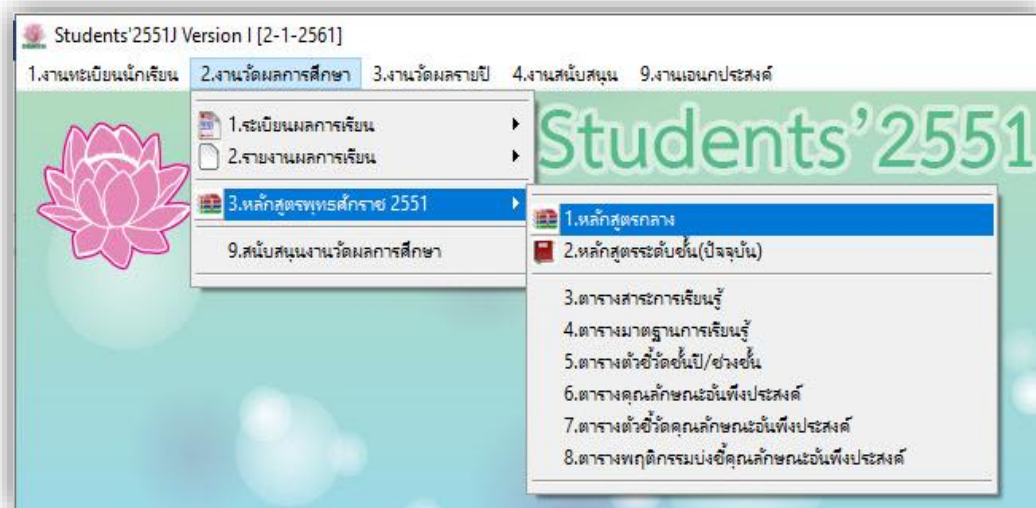 Students'2551J Version I [2-1-2561]
1.งานทะเบียนนักเรียน 2.งานวัดผลการศึกษา 3.งานวัดผลรายปี 4.งานสนับสนุน 9.งานเอนกประสงค์
Students'2551
1.ระเบียนผลการเรียน
2.รายงานผลการเรียน
3.หลักสูตรพุทธศักราช 2551
9.สนับสนุนงานวัดผลการศึกษา
1.หลักสูตรกลาง
2.หลักสูตรระดับชั้น(ปัจจุบัน)
3.ตารางสาระการเรียนรู้
4.ตารางมาตฐานการเรียนรู้
5.ตารางตัวชี้วัดชั้นปี/ช่วงชั้น
6.ตารางคุณลักษณะอันพึงประสงค์
7.ตารางตัวชี้วัดคุณลักษณะอันพึงประสงค์
8.ตารางพฤติกรรมบ่งชี้คุณลักษณะอันพึงประสงค์